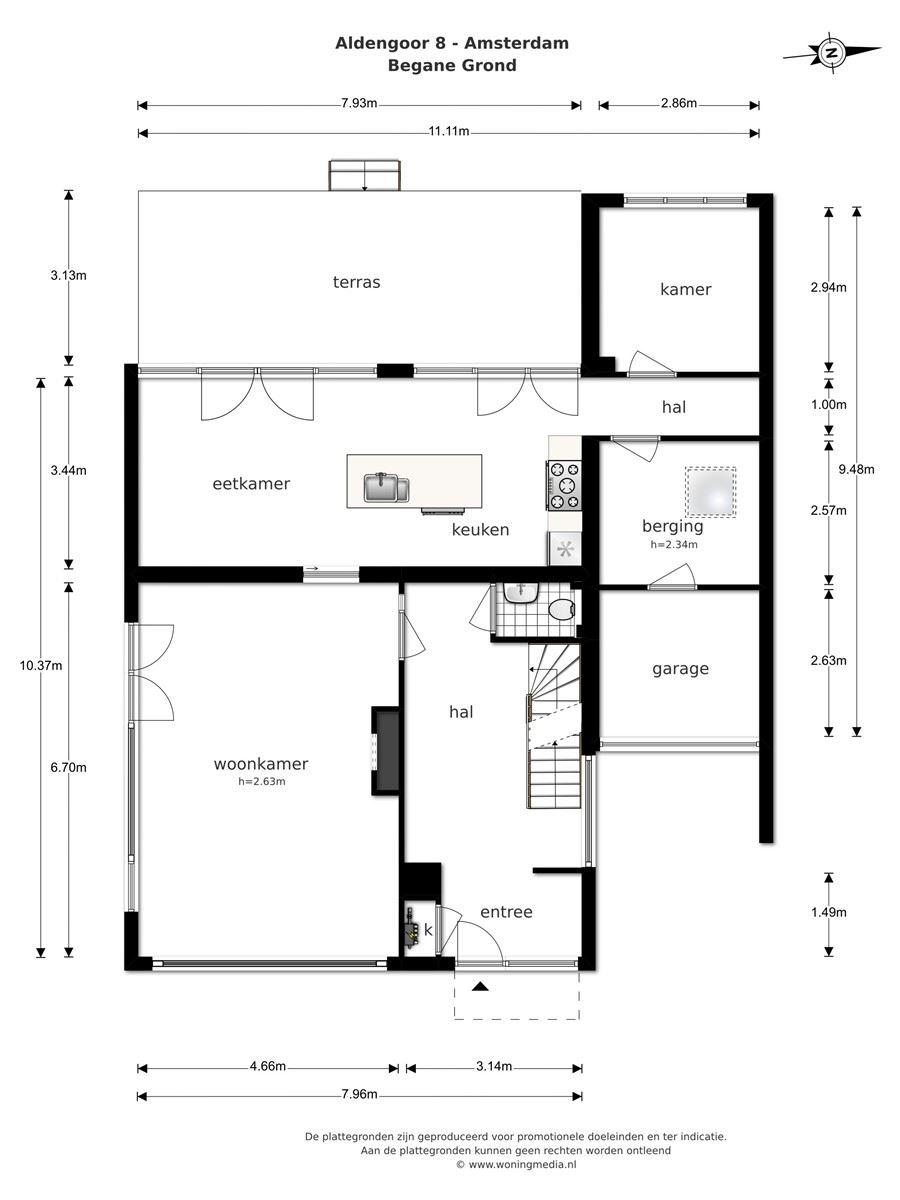 Aldengoor 8 - Amsterdam
Begane Grond
N
7.93m
2.86m
11.11m
3.13m
terras
kamer
2.94m
hal
1.00m
3.44m
eetkamer
keuken
berging
h=2.34m
9.48m
2.57m
10.37m
garage
2.63m
hal
6.70m
woonkamer
h=2.63m
k
entree
1.49m
4.66m
3.14m
7.96m
De plattegronden zijn geproduceerd voor promotionele doeleinden en ter indicatie.
Aan de plattegronden kunnen geen rechten worden ontleend
© www.woningmedia.nl